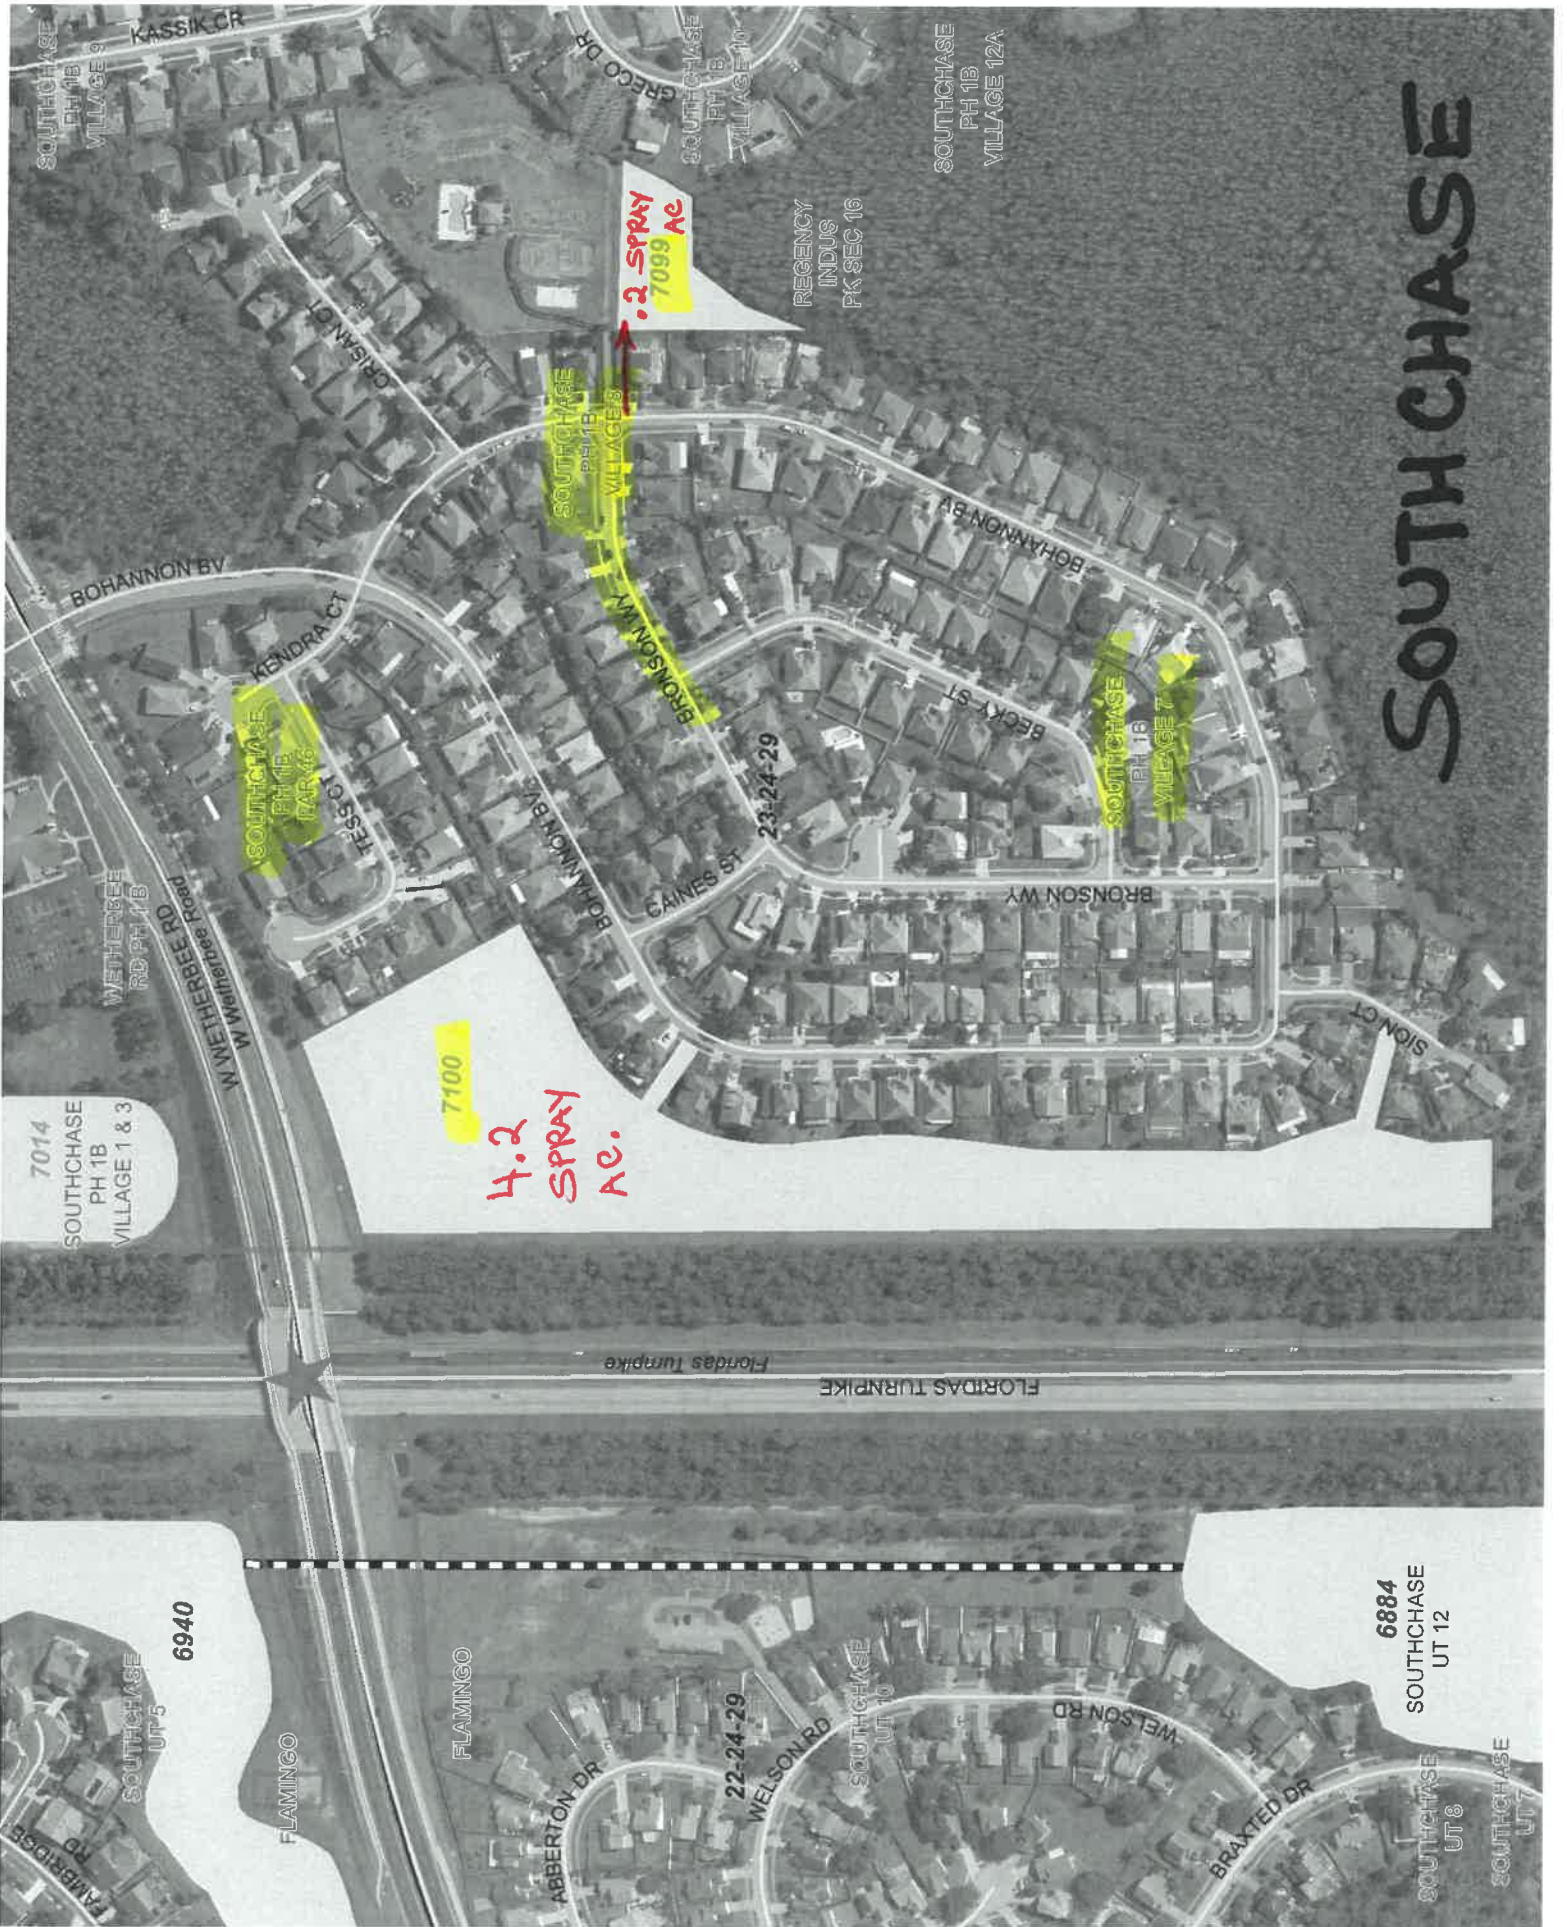 KASSIK CR
SOUTHCHASE
PH 1B
VILLAGE 9
GRECO DR
SOUTHCHASE
PH 1B
VILLAGE 10
SOUTHCHASE
PH 1B
VILLAGE 12A
.2 SPRAY
AC
7099
REGENCY
INDUS
PK SEC 16
SOUTHCHASE
CRISAN CT
SOUTHCHASE
PH 1B
VILLAGE 8
BOHANNON BV
BOHANNON BV
KENDRA CT
BRONSON WY
BECKY ST
SOUTHCHASE
PH 1B
VILLAGE 7
SOUTHCHASE
PH 1B
PAR 46
TESS CT
BOHANNON BV
23-24-29
CAINES ST
BRONSON WY
WETHERBEE
RD PH 1B
W WETHERBEE RD
W Wetherbee Road
SION CT
7100
4.2
SPRAY
AC.
7014
SOUTHCHASE
PH 1B
VILLAGE 1 & 3
Floridas Turnpike
FLORIDAS TURNPIKE
6940
SOUTHCHASE
UT 5
6884
SOUTHCHASE
UT 12
FLAMINGO
FLAMINGO
22-24-29
SOUTHCHASE
UT 10
WELSON RD
WELSON RD
ABBERTON DR
BRAXTED DR
SOUTHCHASE
UT 8
SOUTHCHASE
UT 7
FAMBRIDGE
RD